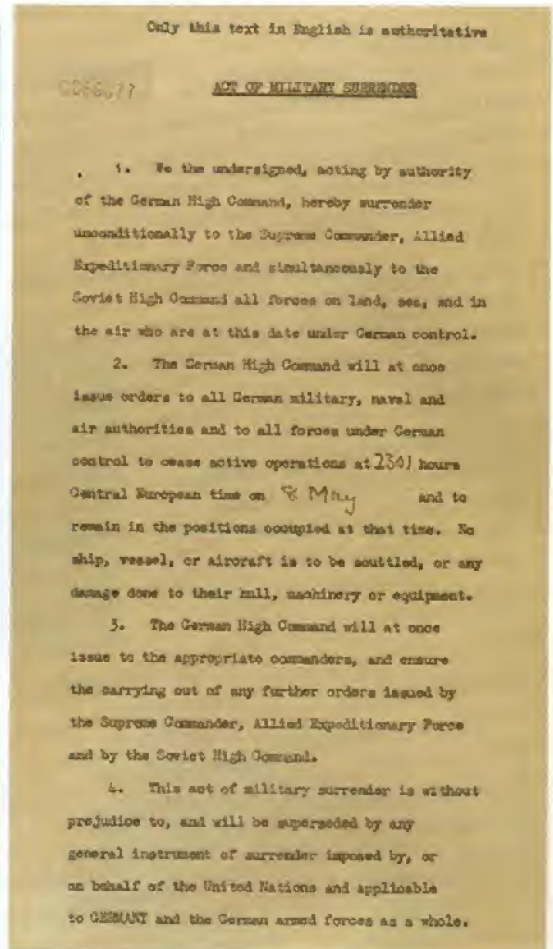 Only this text in English is authoritative
ACT OF MILITARY SURRENDER
1. We the undersigned, acting by authority
of the German High Command, hereby surrender
unconditionally to the Supreme Commander, Allied
Expeditionary Force and simultaneously to the
Soviet High Command all forces on land, sea, and in
the air who are at this date under German control.
2. The German High Command will at once
issue orders to all German military, naval and
air authorities and to all forces under German
control to cease active operations at 2301 hours
Central European time on 8 May and to
remain in the positions occupied at that time. No
ship, vessel, or aircraft is to be scuttled, or any
damage done to their hull, machinery or equipment.
3. The German High Command will at once
issue to the appropriate commanders, and ensure
the carrying out of any further orders issued by
the Supreme Commander, Allied Expeditionary Force
and by the Soviet High Command.
4. This act of military surrender is without
prejudice to, and will be superseded by any
general instrument of surrender imposed by, or
on behalf of the United Nations and applicable
to GERMANY and the German armed forces as a whole.